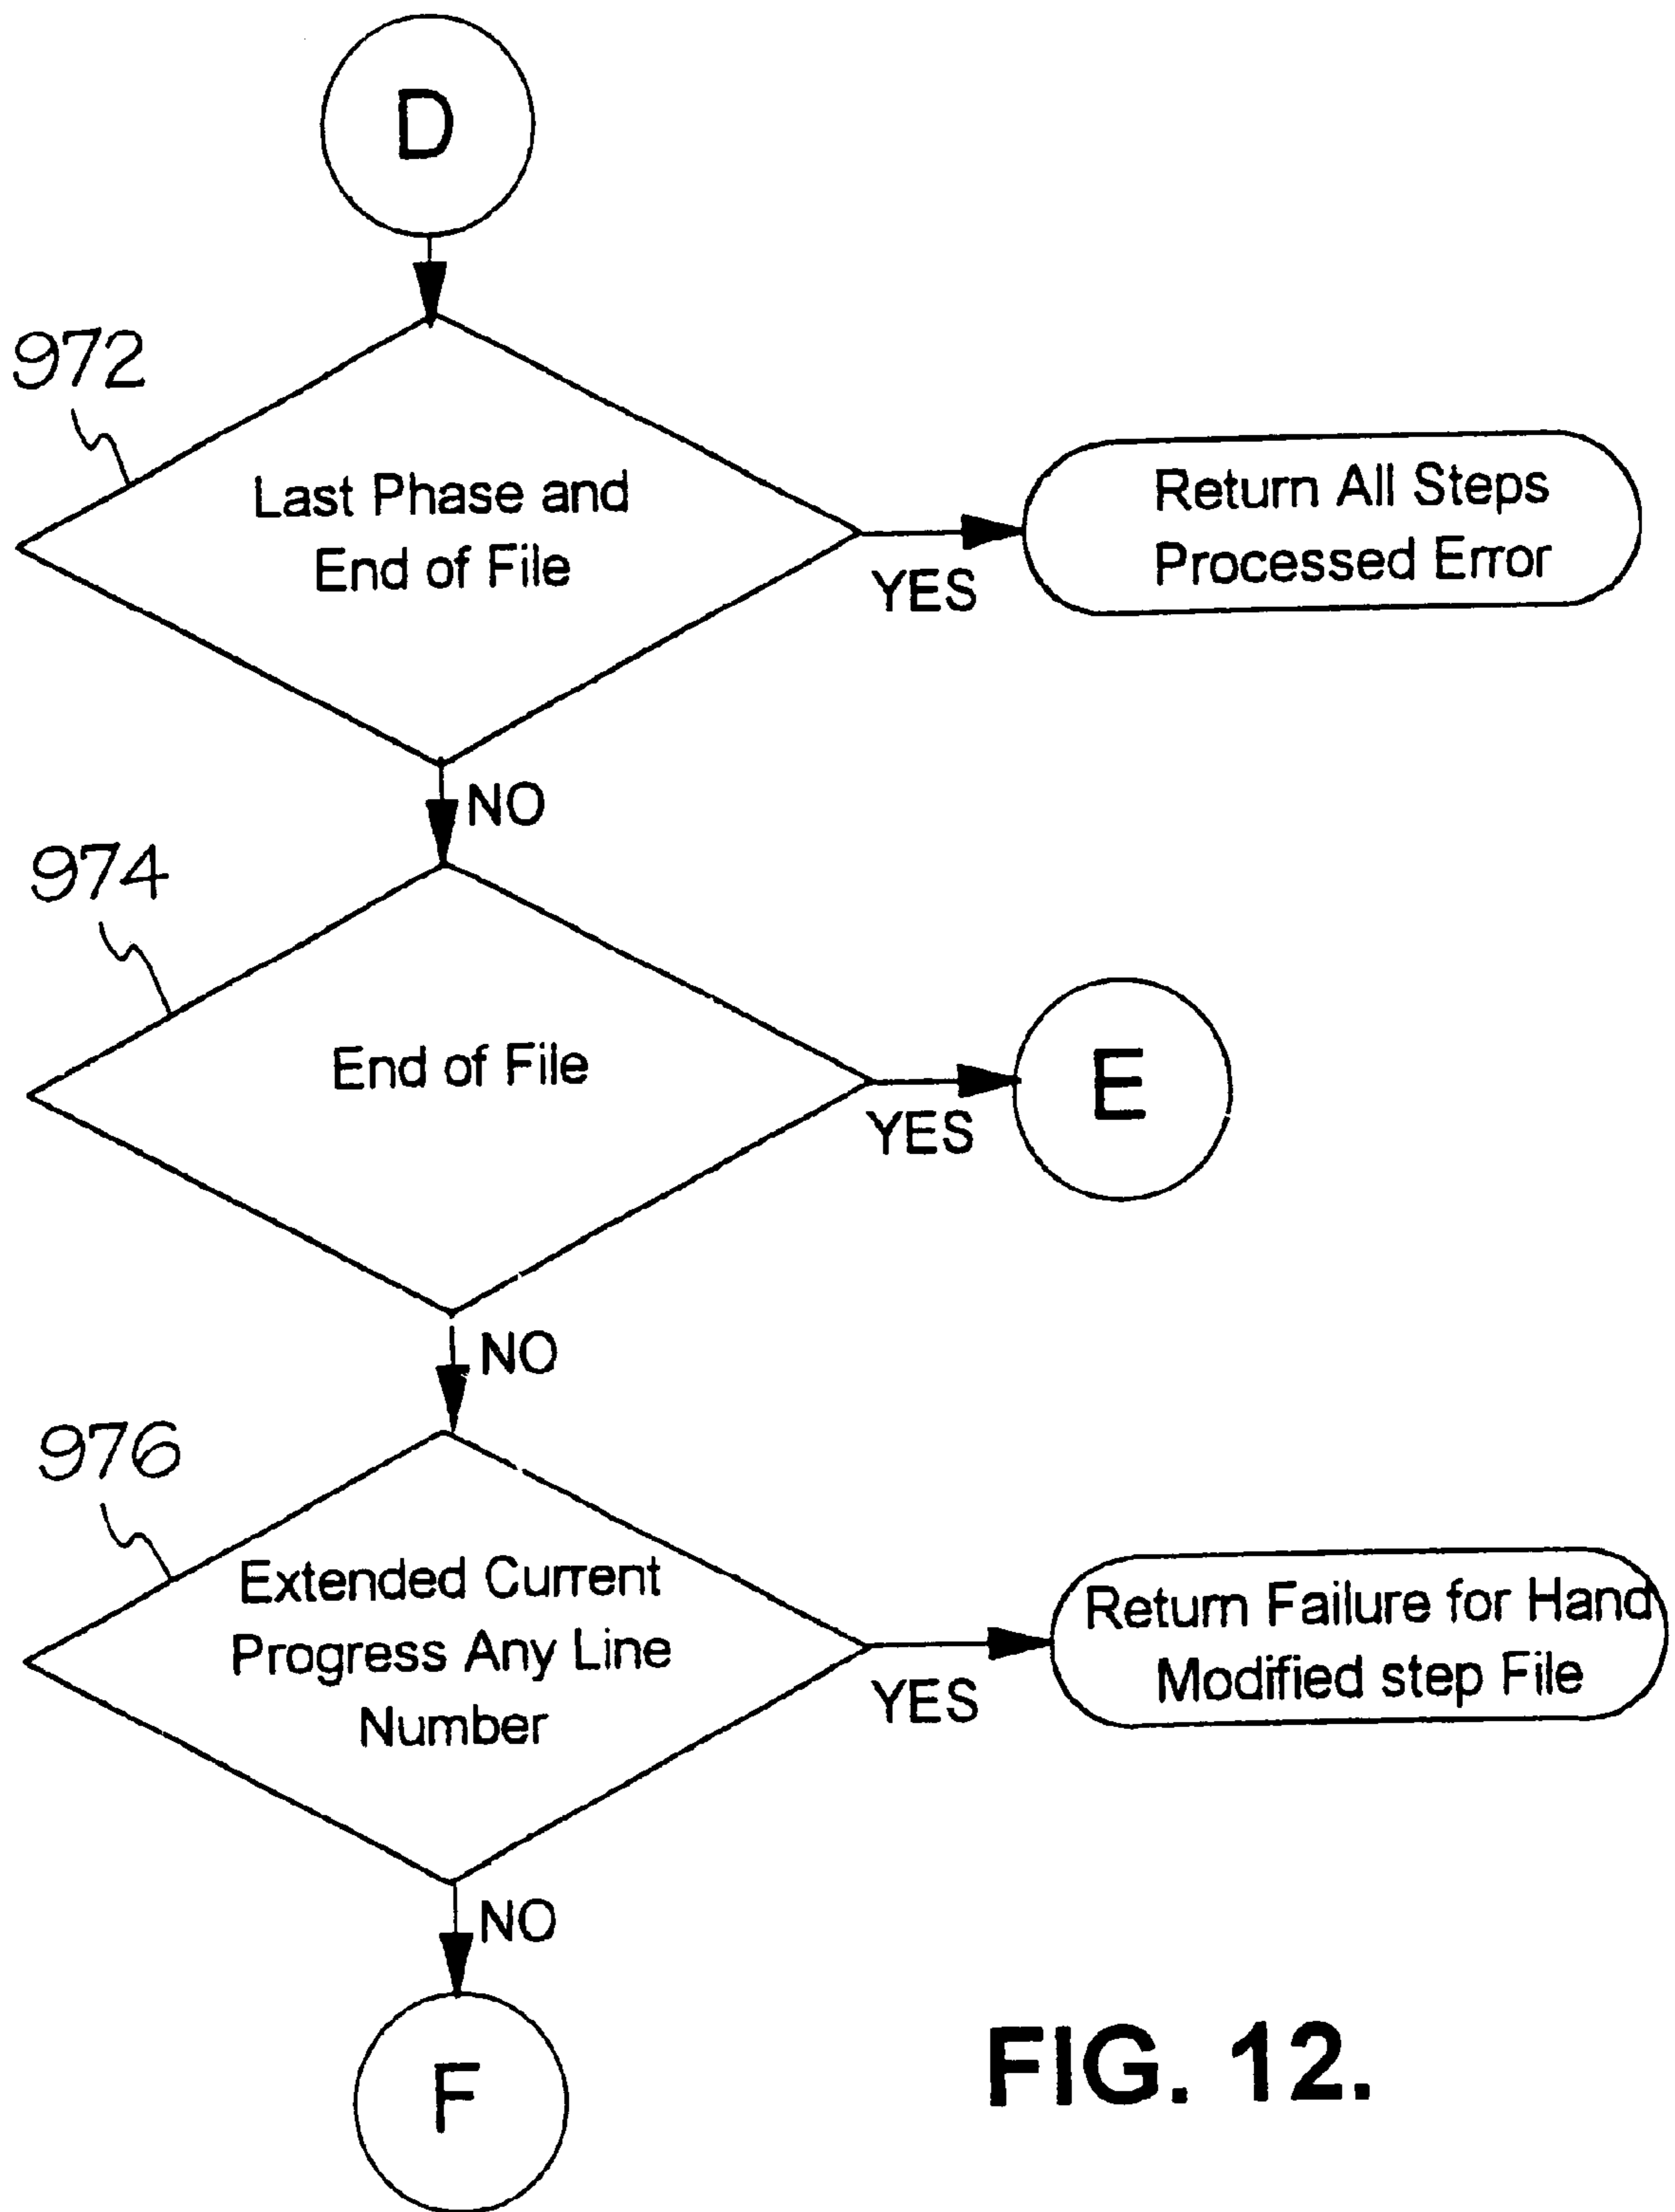 D
972
Last Phase and
End of File
YES
Return All Steps
Processed Error
NO
974
End of File
YES
E
NO
976
Extended Current
Progress Any Line
Number
YES
Return Failure for Hand
Modified step File
NO
F
FIG. 12.